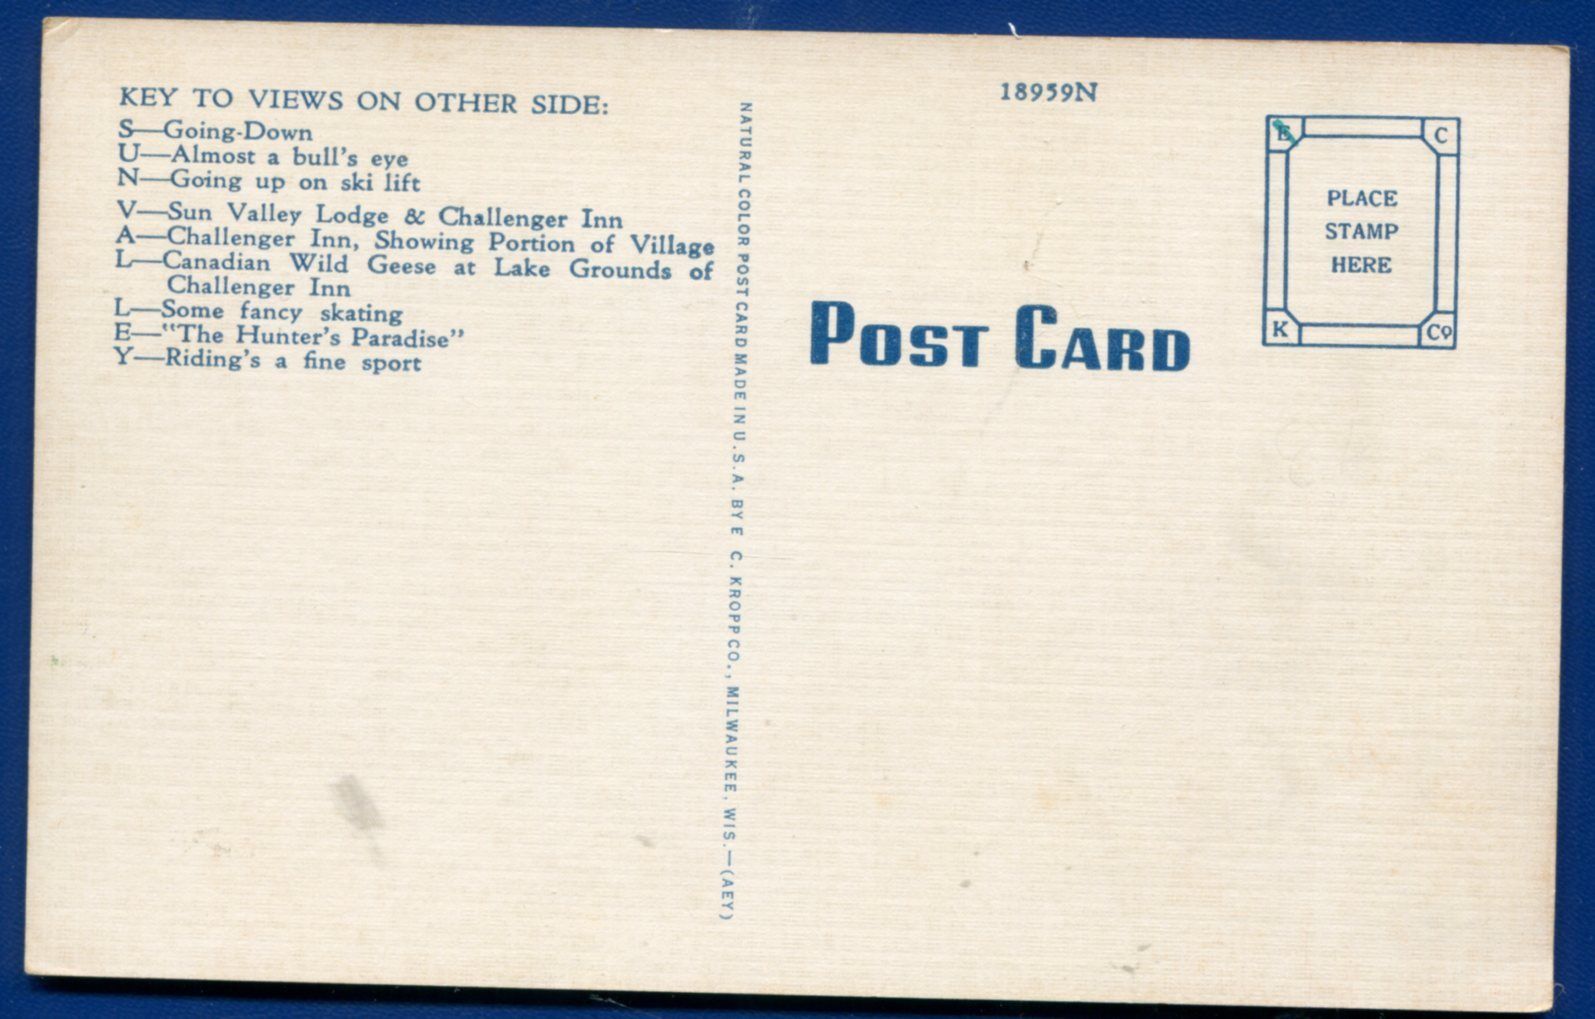 KEY TO VIEWS ON OTHER SIDE:
S—Going-Down
U—Almost a bull's eye
N—Going up on ski lift
V—Sun Valley Lodge & Challenger Inn
A—Challenger Inn, Showing Portion of Village
L—Canadian Wild Geese at Lake Grounds of
Challenger Inn
L—Some fancy skating
E—"The Hunter's Paradise"
Y—Riding's a fine sport
NATURAL COLOR POST CARD MADE IN U.S.A. BY E C. KROPP CO., MILWAUKEE, WIS.—(AEY)
18959N
POST CARD
E C
PLACE
STAMP
HERE
K Co